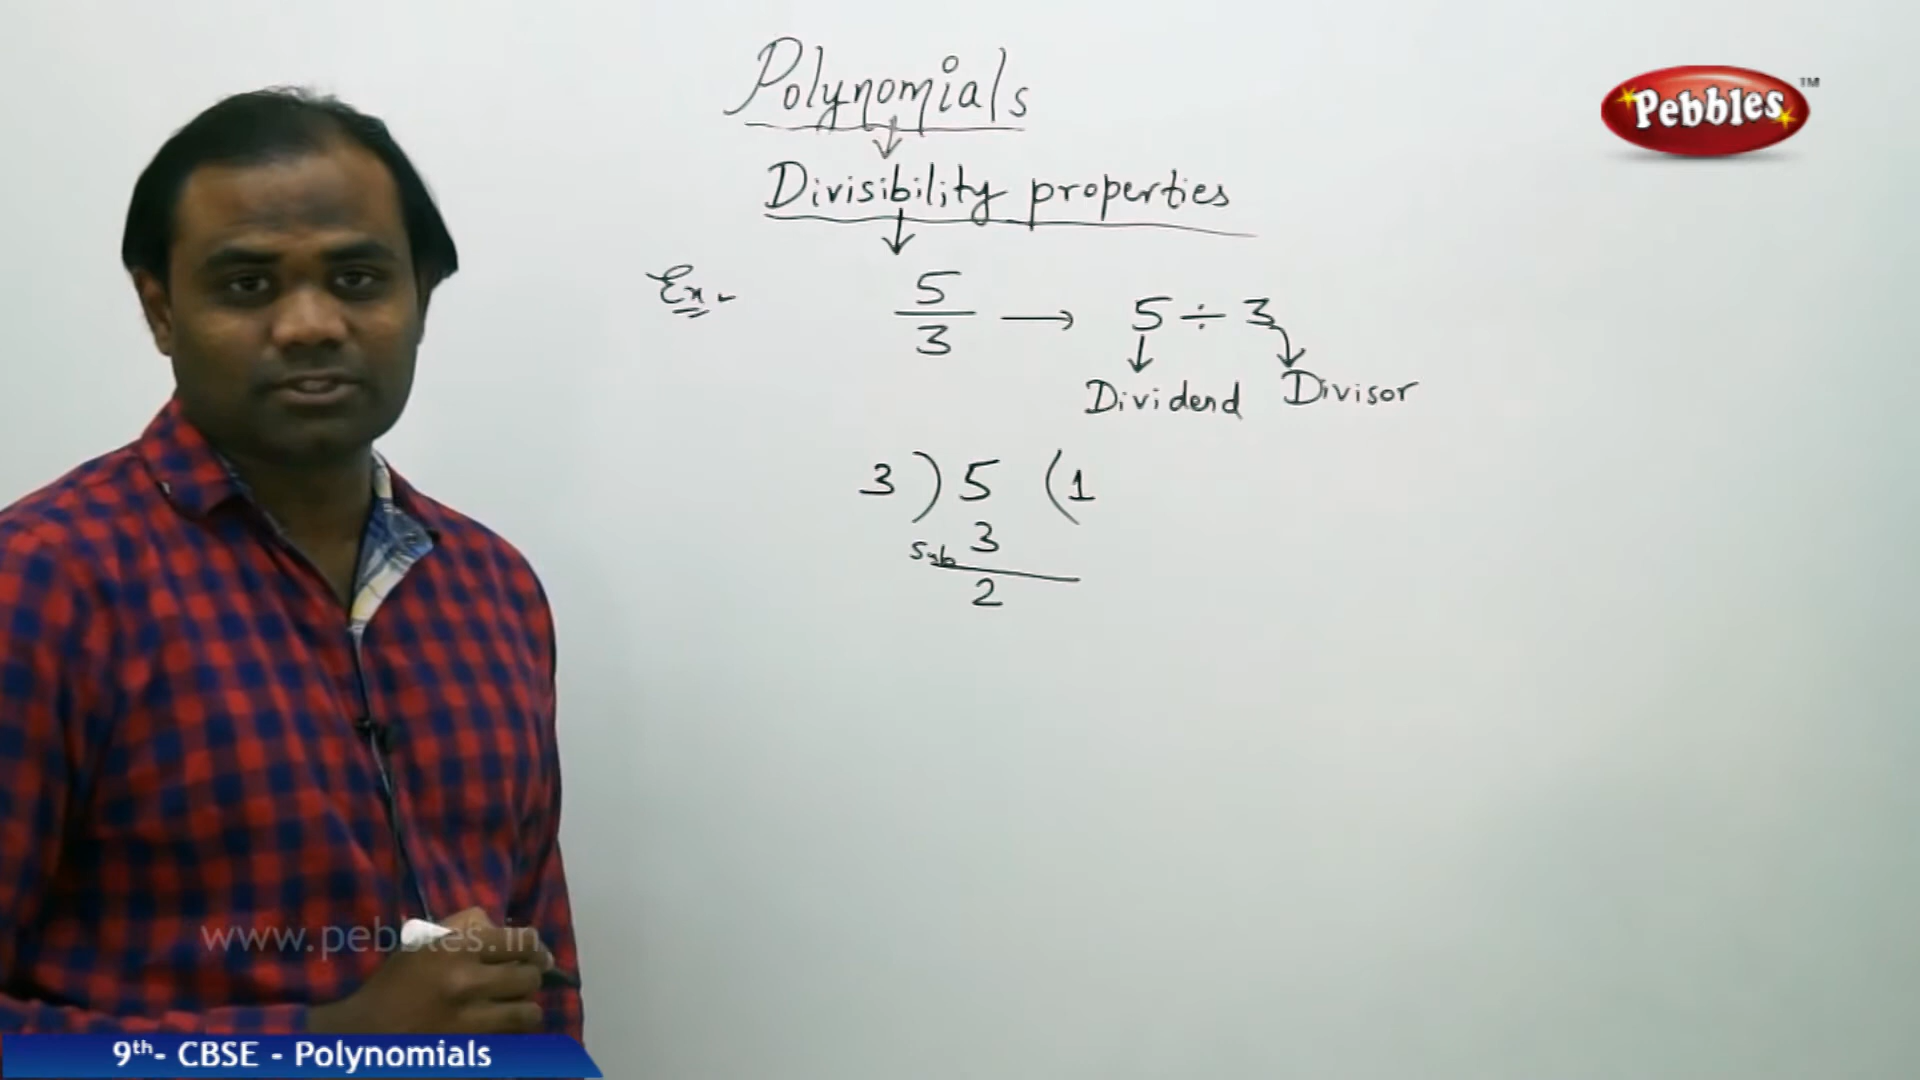 Polynomials
Pebbles™
Divisibility properties
Ex.
5
3
→ 5 ÷ 3
Dividend Divisor
3 ) 5 ( 1
Sub 3
2
www.pebbles.in
9th- CBSE - Polynomials